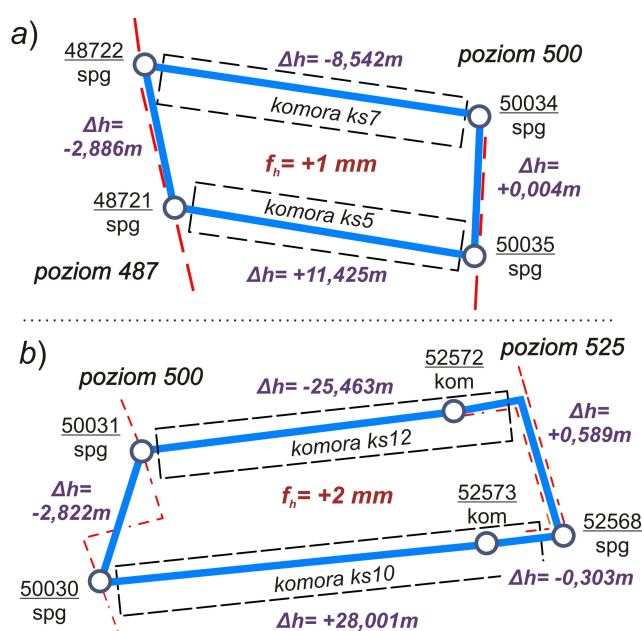 a)
48722
spg
Δh= -8,542m
poziom 500
komora ks7
50034
spg
Δh=
-2,886m
fₕ= +1 mm
Δh=
+0,004m
48721
spg
komora ks5
50035
spg
poziom 487
Δh= +11,425m
b)
poziom 500
Δh= -25,463m
52572
kom
poziom 525
50031
spg
komora ks12
Δh=
+0,589m
Δh=
-2,822m
fₕ= +2 mm
52573
kom
52568
spg
50030
spg
komora ks10
Δh= -0,303m
Δh= +28,001m